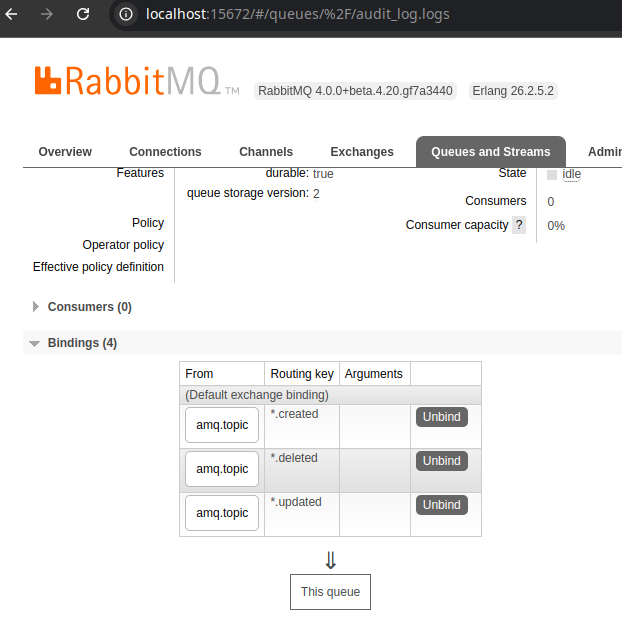 localhost:15672/#/queues/%2F/audit_log.logs
RabbitMQ TM RabbitMQ 4.0.0+beta.4.20.gf7a3440 Erlang 26.2.5.2
Overview Connections Channels Exchanges Queues and Streams Admin
Features durable: true State idle
queue storage version: 2 Consumers 0
Policy Consumer capacity ? 0%
Operator policy
Effective policy definition
Consumers (0)
Bindings (4)
From Routing key Arguments
(Default exchange binding)
amq.topic *.created Unbind
amq.topic *.deleted Unbind
amq.topic *.updated Unbind
⇓
This queue